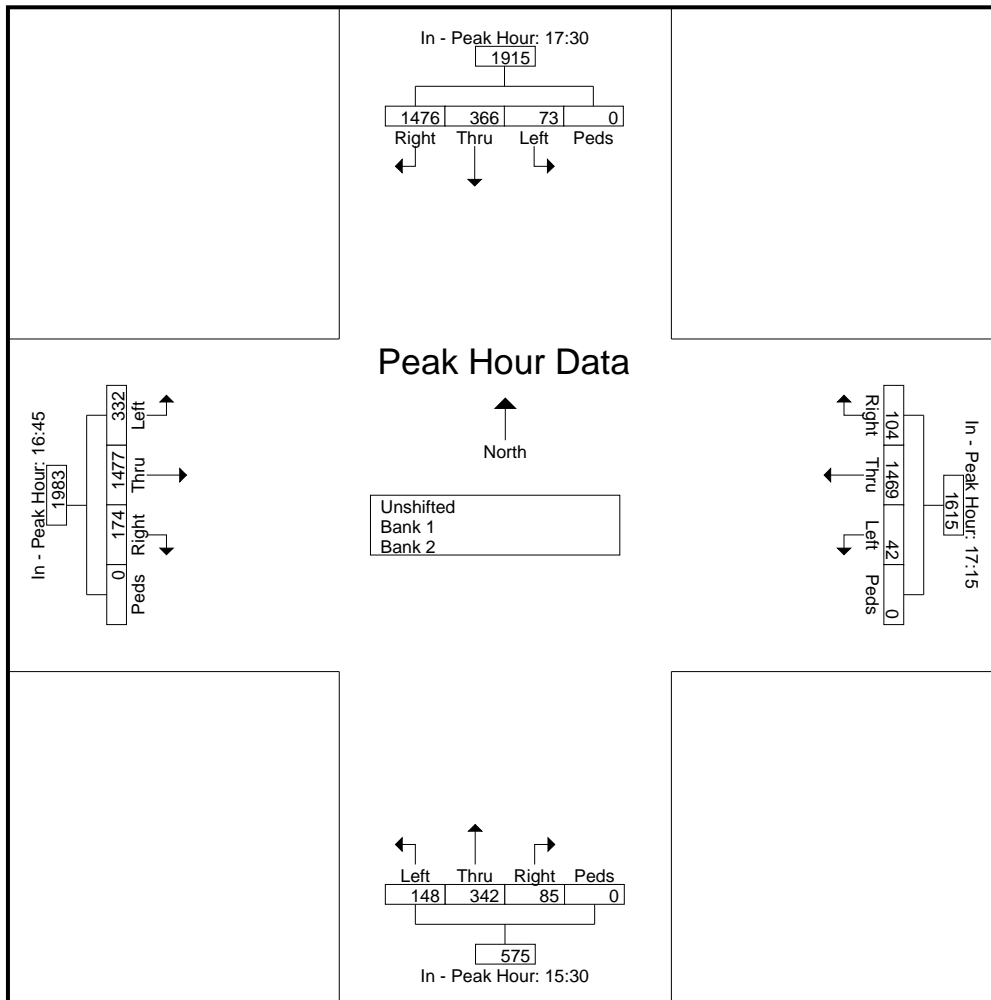 In - Peak Hour: 17:30
1915
1476 366 73 0
Right Thru Left Peds
Peak Hour Data
North
Unshifted
Bank 1
Bank 2
In - Peak Hour: 16:45
1983
332 1477 174 0
Left Thru Right Peds
In - Peak Hour: 17:15
1615
104 1469 42 0
Right Thru Left Peds
Left Thru Right Peds
148 342 85 0
575
In - Peak Hour: 15:30